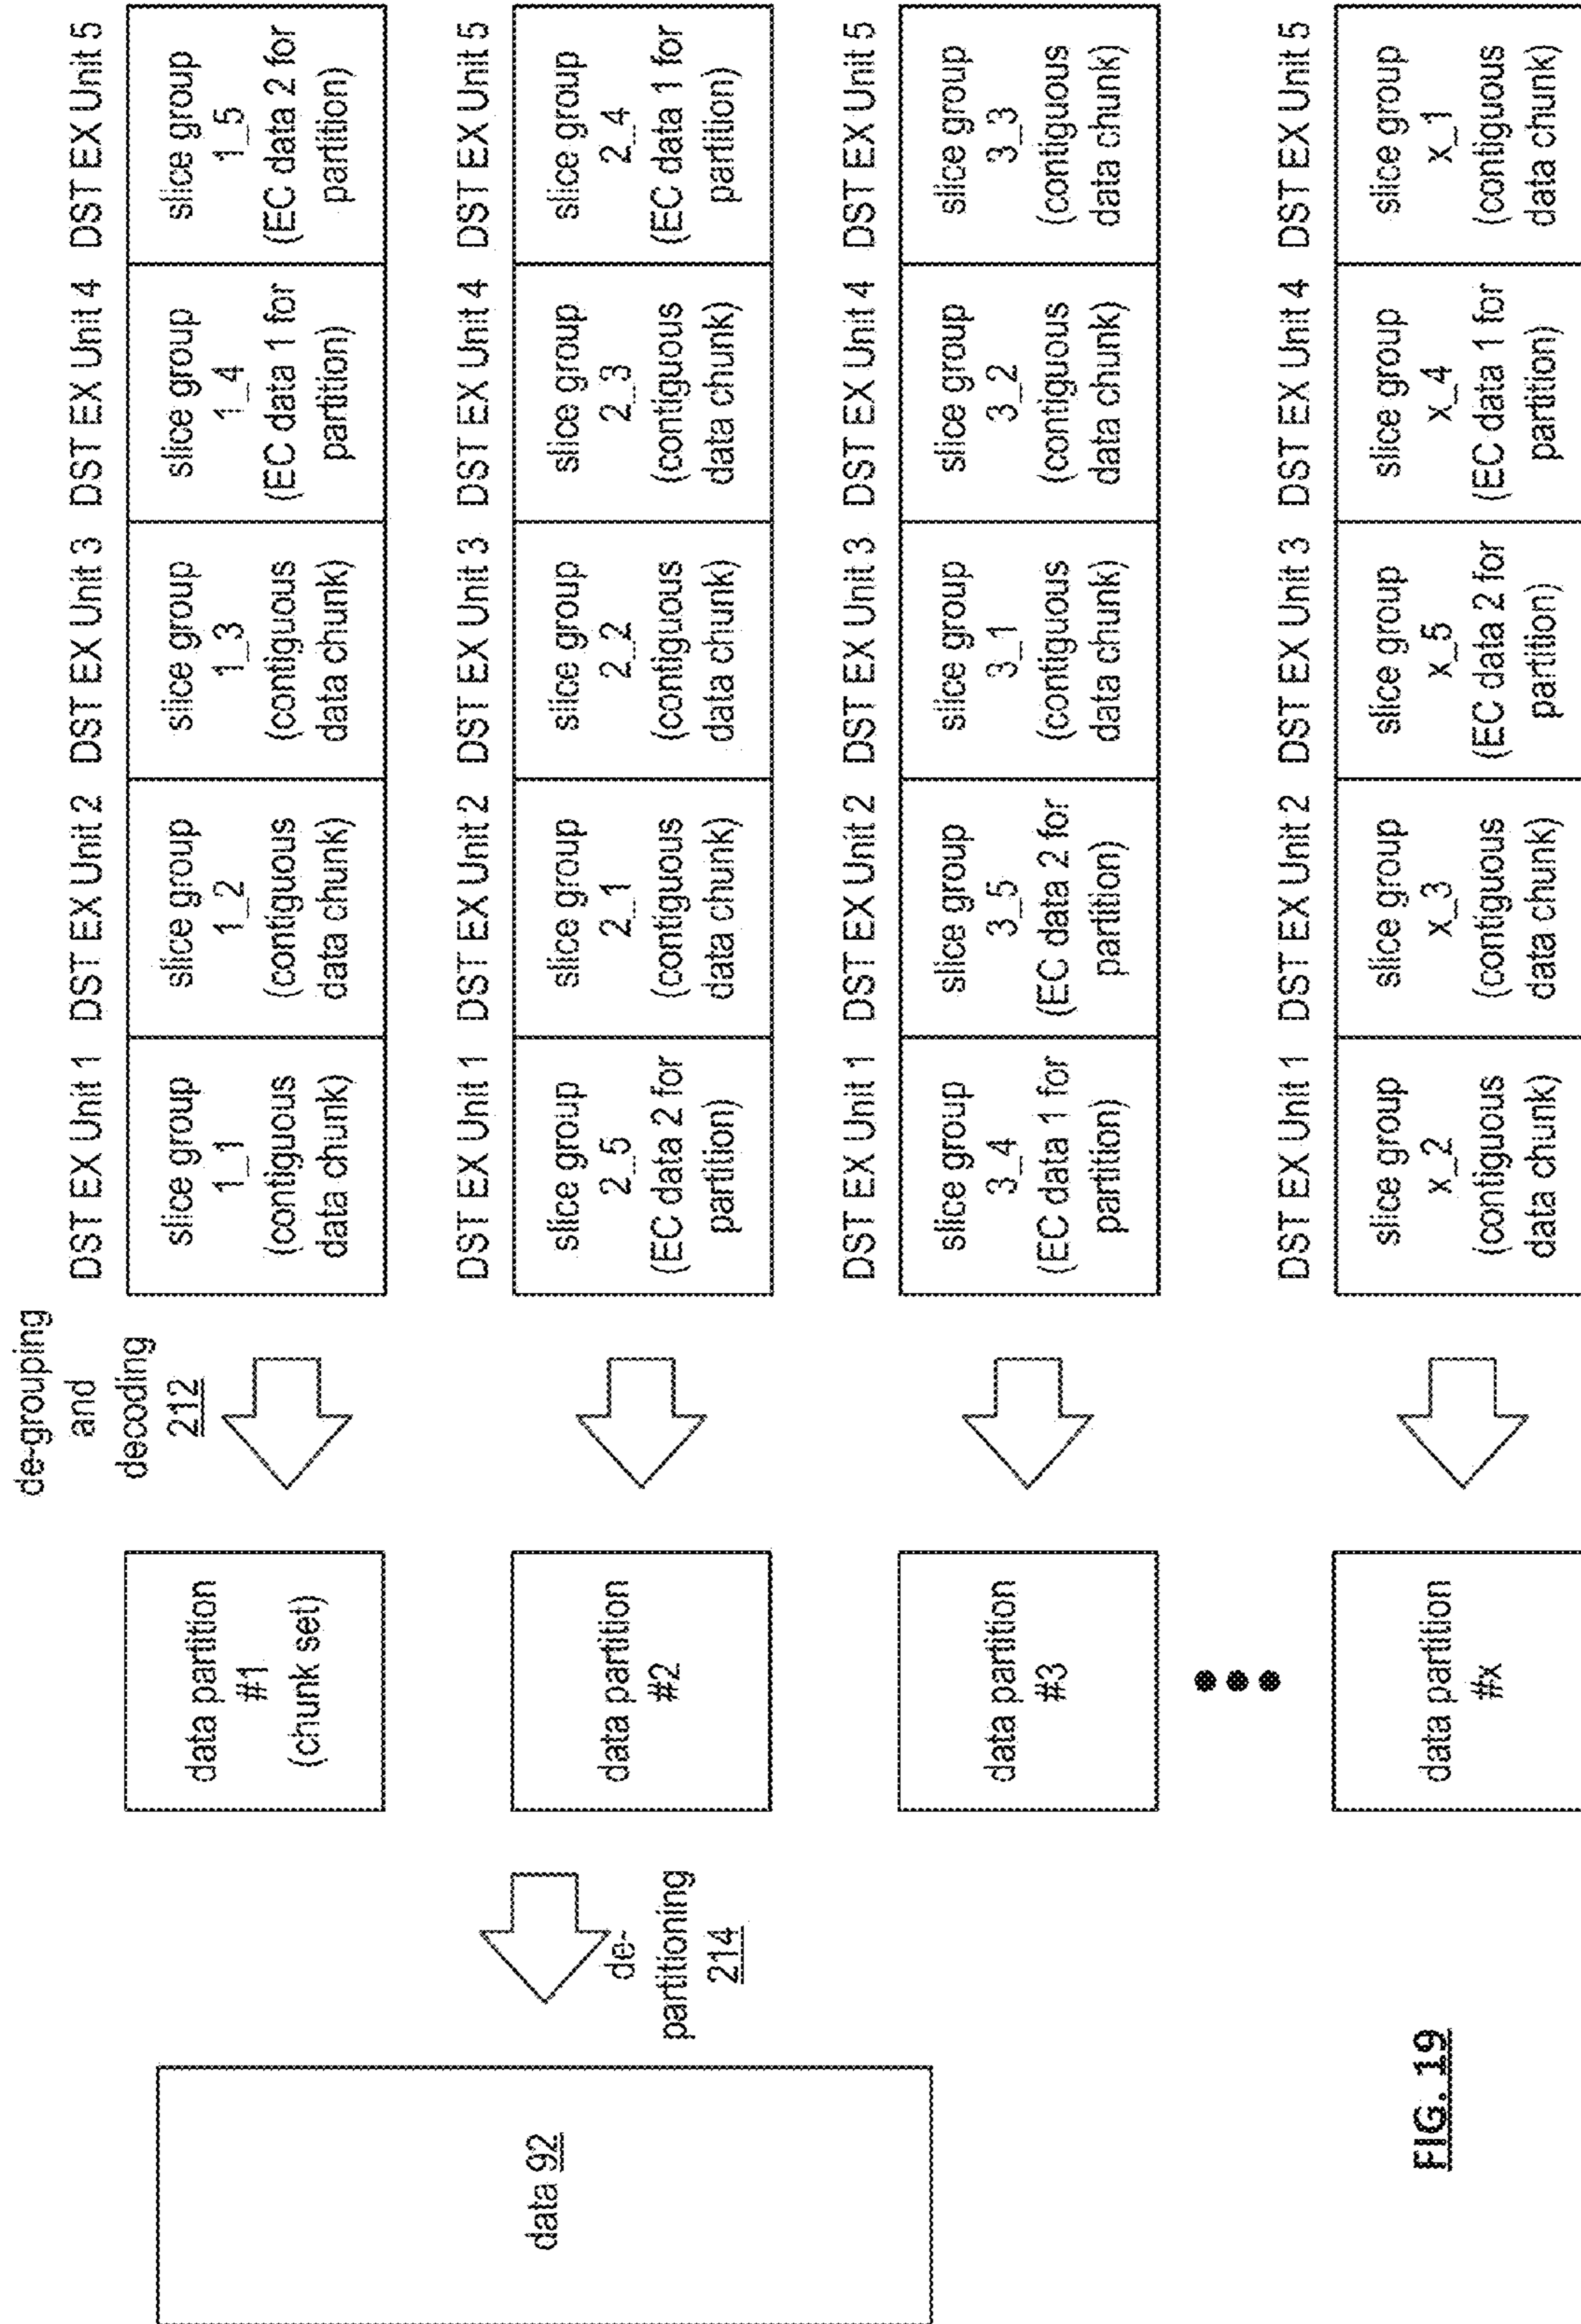 de-grouping
and
decoding
212
DST EX Unit 1 DST EX Unit 2 DST EX Unit 3 DST EX Unit 4 DST EX Unit 5
data partition
#1
(chunk set)
slice group
1_1
(contiguous
data chunk)
slice group
1_2
(contiguous
data chunk)
slice group
1_3
(contiguous
data chunk)
slice group
1_4
(EC data 1 for
partition)
slice group
1_5
(EC data 2 for
partition)
data 92
de-
partitioning
214
DST EX Unit 1 DST EX Unit 2 DST EX Unit 3 DST EX Unit 4 DST EX Unit 5
data partition
#2
slice group
2_5
(EC data 2 for
partition)
slice group
2_1
(contiguous
data chunk)
slice group
2_2
(contiguous
data chunk)
slice group
2_3
(contiguous
data chunk)
slice group
2_4
(EC data 1 for
partition)
DST EX Unit 1 DST EX Unit 2 DST EX Unit 3 DST EX Unit 4 DST EX Unit 5
data partition
#3
slice group
3_4
(EC data 1 for
partition)
slice group
3_5
(EC data 2 for
partition)
slice group
3_1
(contiguous
data chunk)
slice group
3_2
(contiguous
data chunk)
slice group
3_3
(contiguous
data chunk)
DST EX Unit 1 DST EX Unit 2 DST EX Unit 3 DST EX Unit 4 DST EX Unit 5
data partition
#x
slice group
x_2
(contiguous
data chunk)
slice group
x_3
(contiguous
data chunk)
slice group
x_5
(EC data 2 for
partition)
slice group
x_4
(EC data 1 for
partition)
slice group
x_1
(contiguous
data chunk)
FIG. 19